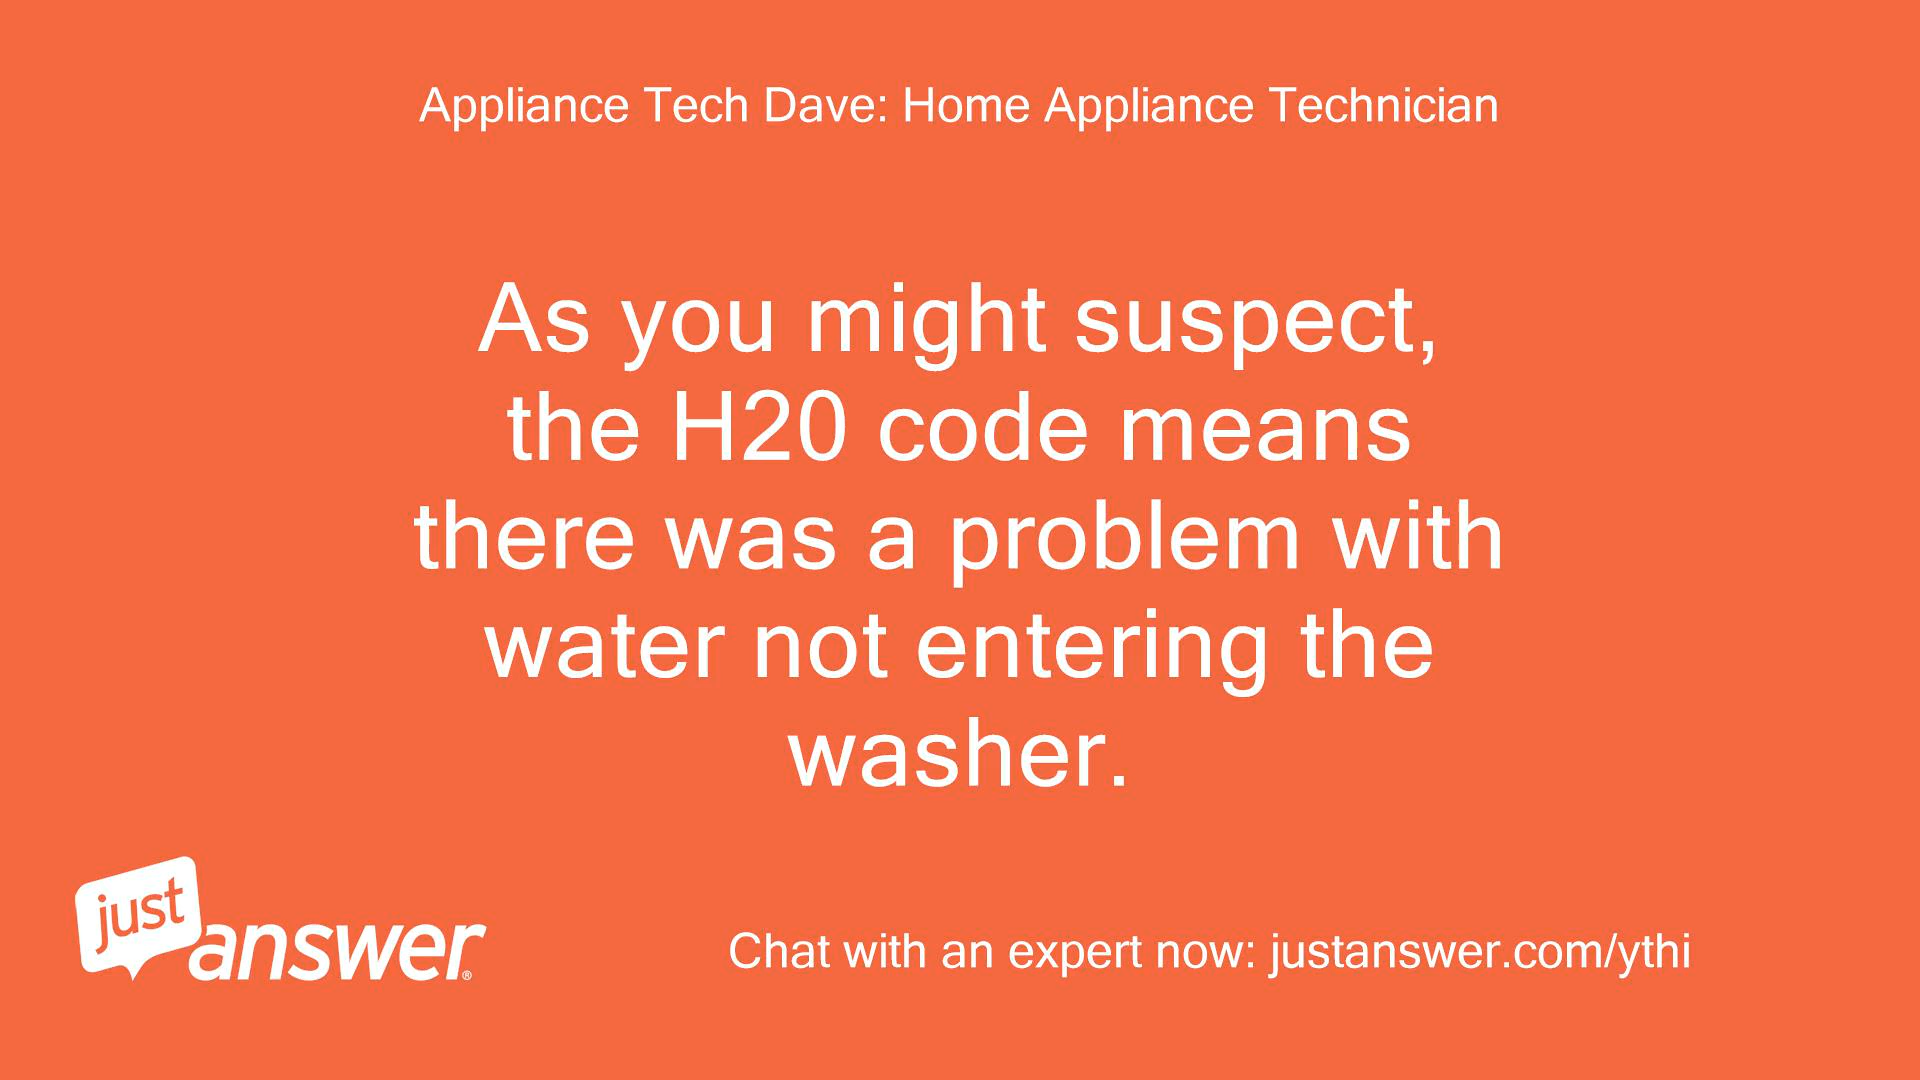 Appliance Tech Dave: Home Appliance Technician
As you might suspect,
the H20 code means
there was a problem with
water not entering the
washer.
just
answer®
Chat with an expert now: justanswer.com/ythi